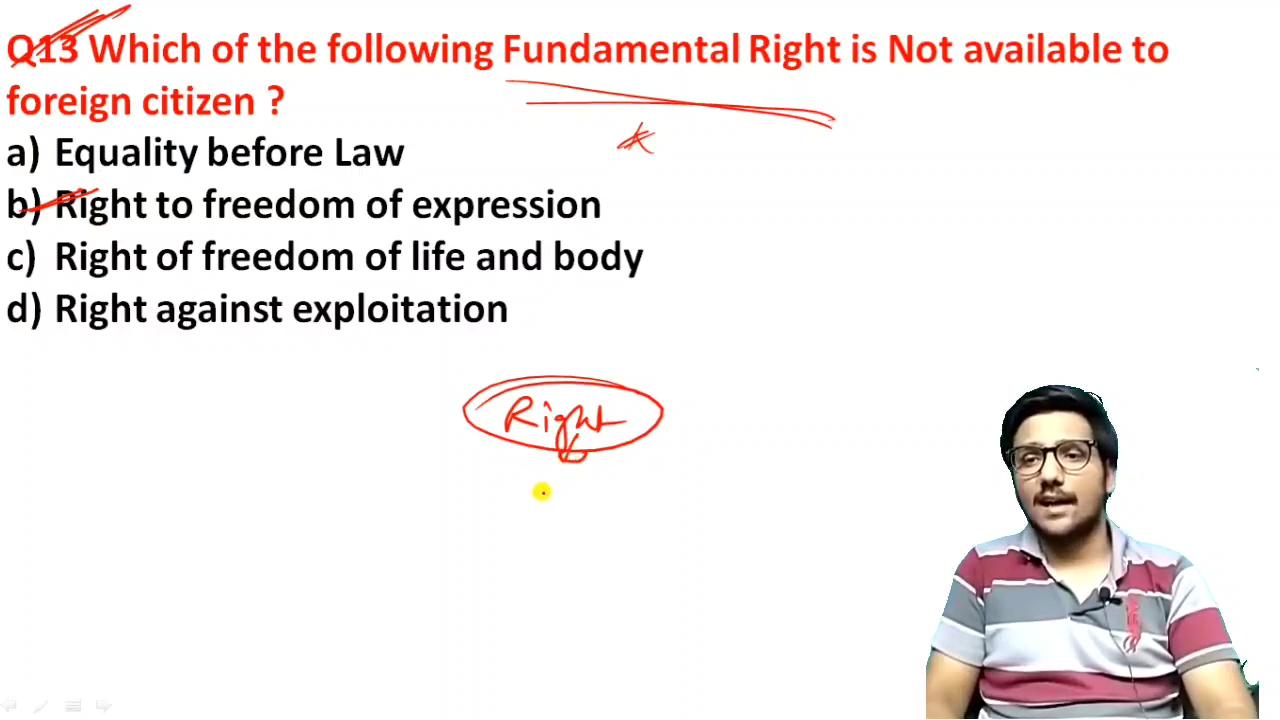 Q13 Which of the following Fundamental Right is Not available to
foreign citizen ?
a) Equality before Law
b) Right to freedom of expression
c) Right of freedom of life and body
d) Right against exploitation
Right